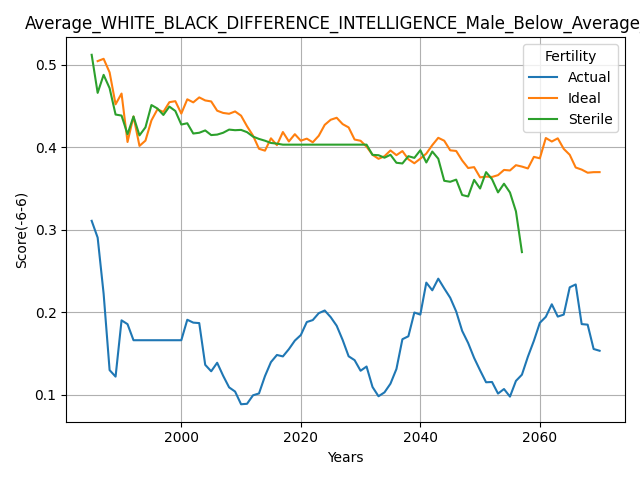 Average_WHITE_BLACK_DIFFERENCE_INTELLIGENCE_Male_Below_Average
Fertility
Actual
Ideal
Sterile
0.5
0.4
0.3
0.2
0.1
Score(-6-6)
2000
2020
2040
2060
Years